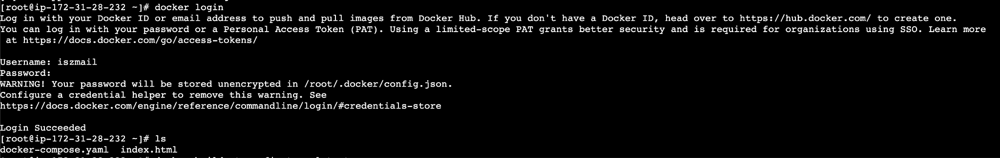 [root@ip-172-31-28-232 ~]# docker login
Log in with your Docker ID or email address to push and pull images from Docker Hub. If you don't have a Docker ID, head over to https://hub.docker.com/ to create one.
You can log in with your password or a Personal Access Token (PAT). Using a limited-scope PAT grants better security and is required for organizations using SSO. Learn more
at https://docs.docker.com/go/access-tokens/
Username: iszmail
Password:
WARNING! Your password will be stored unencrypted in /root/.docker/config.json.
Configure a credential helper to remove this warning. See
https://docs.docker.com/engine/reference/commandline/login/#credentials-store
Login Succeeded
[root@ip-172-31-28-232 ~]# ls
docker-compose.yaml  index.html